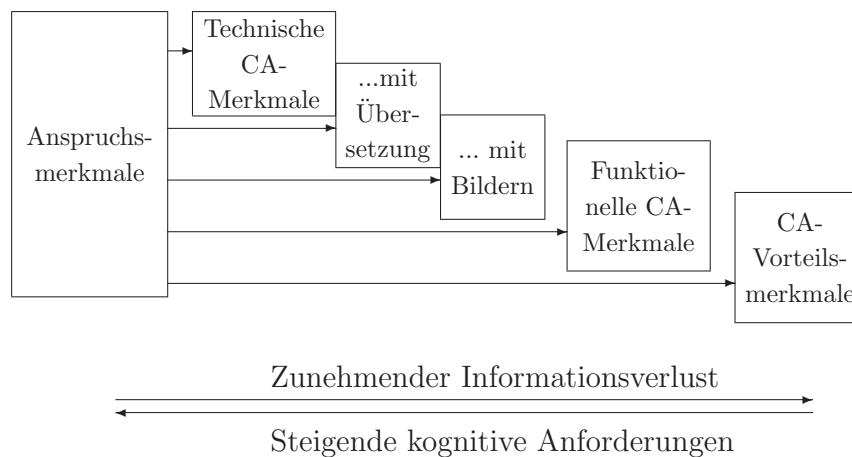 Anspruchs-
merkmale
Technische
CA-
Merkmale
...mit
Über-
setzung
... mit
Bildern
Funktio-
nelle CA-
Merkmale
CA-
Vorteils-
merkmale
Zunehmender Informationsverlust
Steigende kognitive Anforderungen